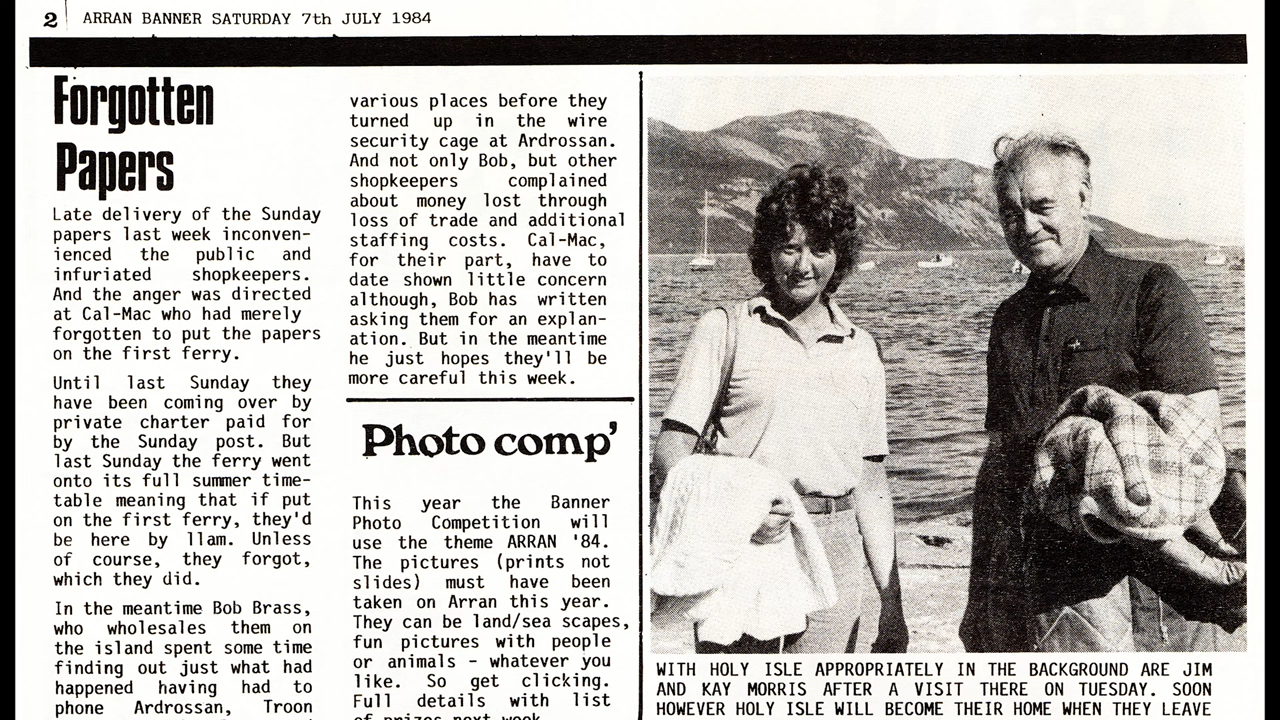 2 ARRAN BANNER SATURDAY 7th JULY 1984
Forgotten
Papers
Late delivery of the Sunday
papers last week inconven-
ienced the public and
infuriated shopkeepers.
And the anger was directed
at Cal-Mac who had merely
forgotten to put the papers
on the first ferry.
Until last Sunday they
have been coming over by
private charter paid for
by the Sunday post. But
last Sunday the ferry went
onto its full summer time-
table meaning that if put
on the first ferry, they'd
be here by 11am. Unless
of course, they forgot,
which they did.
In the meantime Bob Brass,
who wholesales them on
the island spent some time
finding out just what had
happened having had to
phone Ardrossan, Troon
various places before they
turned up in the wire
security cage at Ardrossan.
And not only Bob, but other
shopkeepers complained
about money lost through
loss of trade and additional
staffing costs. Cal-Mac,
for their part, have to
date shown little concern
although, Bob has written
asking them for an explan-
ation. But in the meantime
he just hopes they'll be
more careful this week.
Photo comp'
This year the Banner
Photo Competition will
use the theme ARRAN '84.
The pictures (prints not
slides) must have been
taken on Arran this year.
They can be land/sea scapes,
fun pictures with people
or animals - whatever you
like. So get clicking.
Full details with list
of prizes next week.
WITH HOLY ISLE APPROPRIATELY IN THE BACKGROUND ARE JIM
AND KAY MORRIS AFTER A VISIT THERE ON TUESDAY. SOON
HOWEVER HOLY ISLE WILL BECOME THEIR HOME WHEN THEY LEAVE